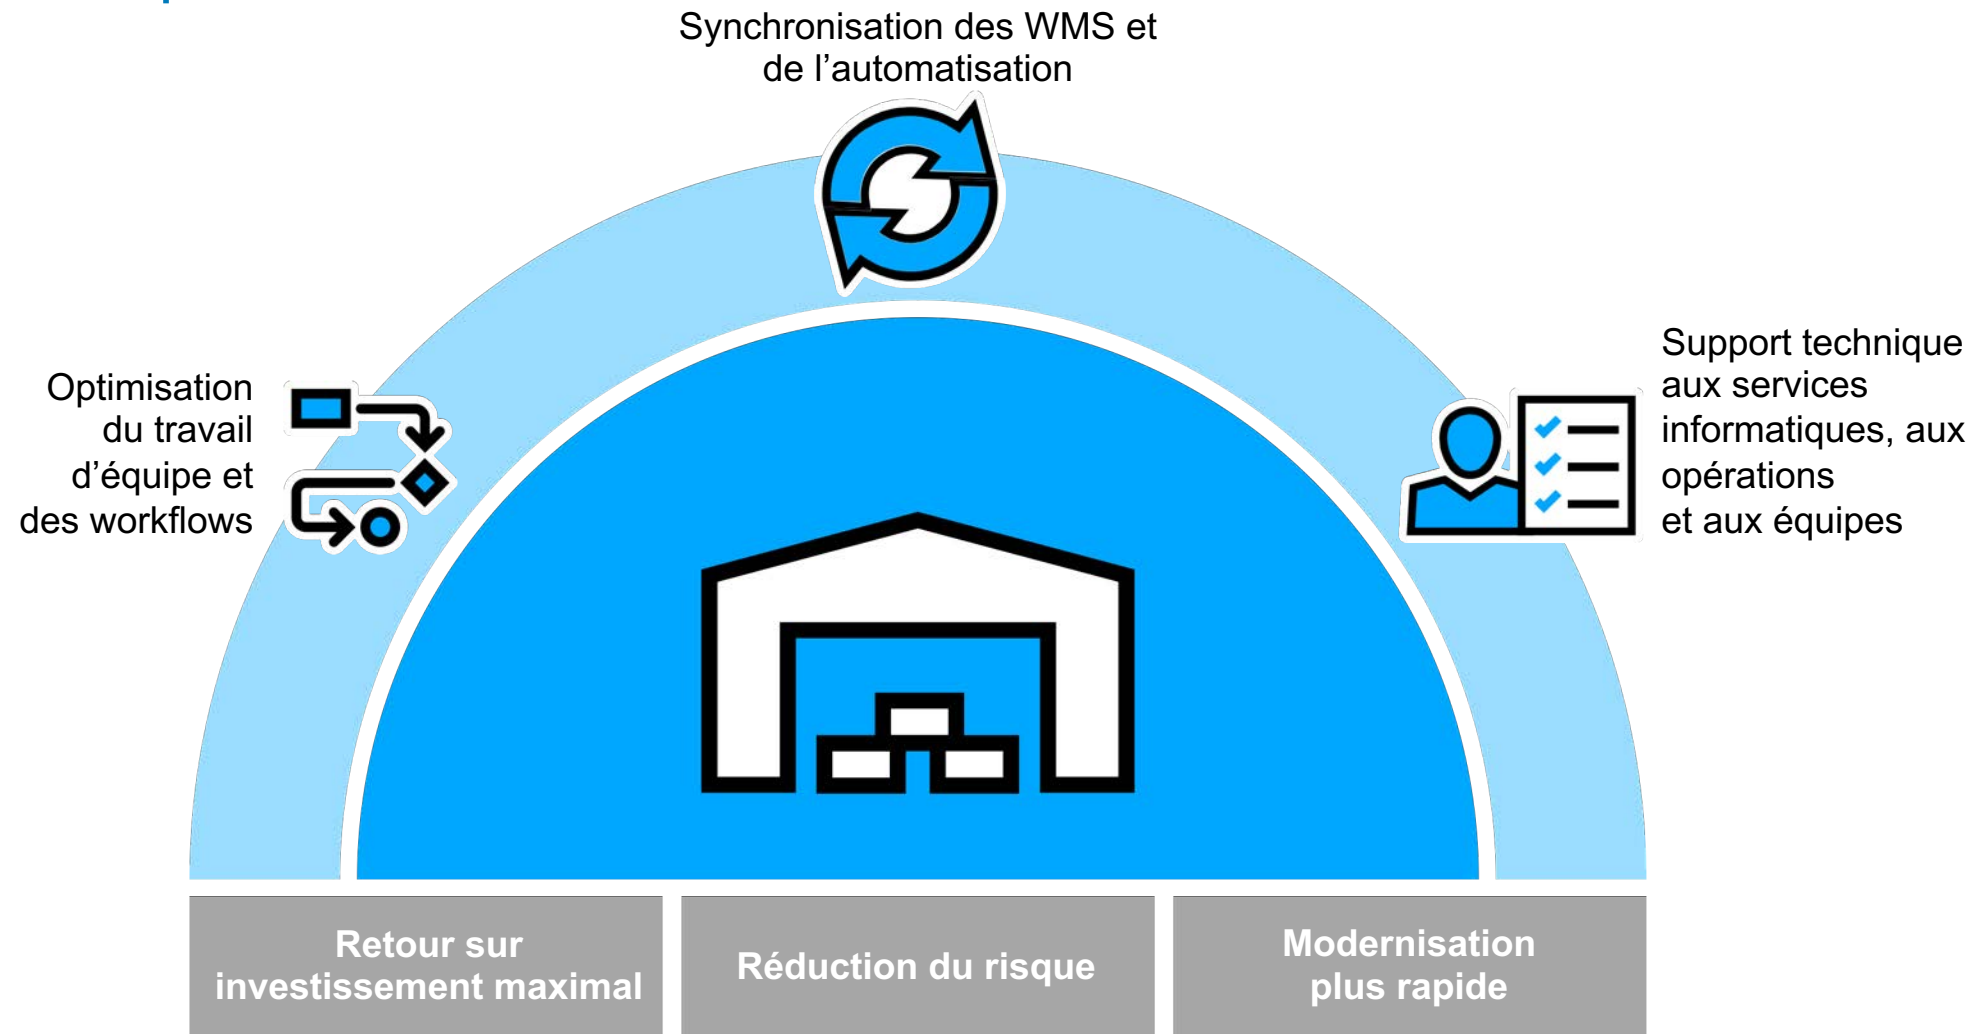 Synchronisation des WMS et
de l’automatisation
Optimisation
du travail
d’équipe et
des workflows
Support technique
aux services
informatiques, aux
opérations
et aux équipes
Retour sur
investissement maximal
Réduction du risque
Modernisation
plus rapide